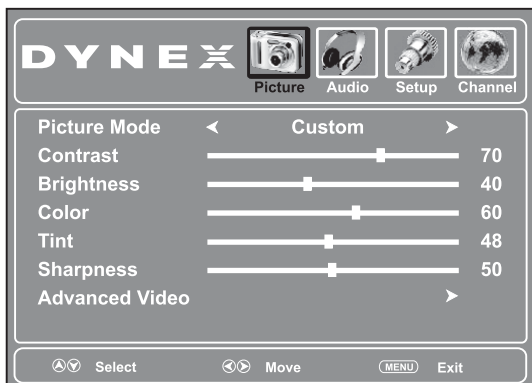 DYNEX
Picture Audio Setup Channel
Picture Mode Custom
Contrast 70
Brightness 40
Color 60
Tint 48
Sharpness 50
Advanced Video
Select Move MENU Exit